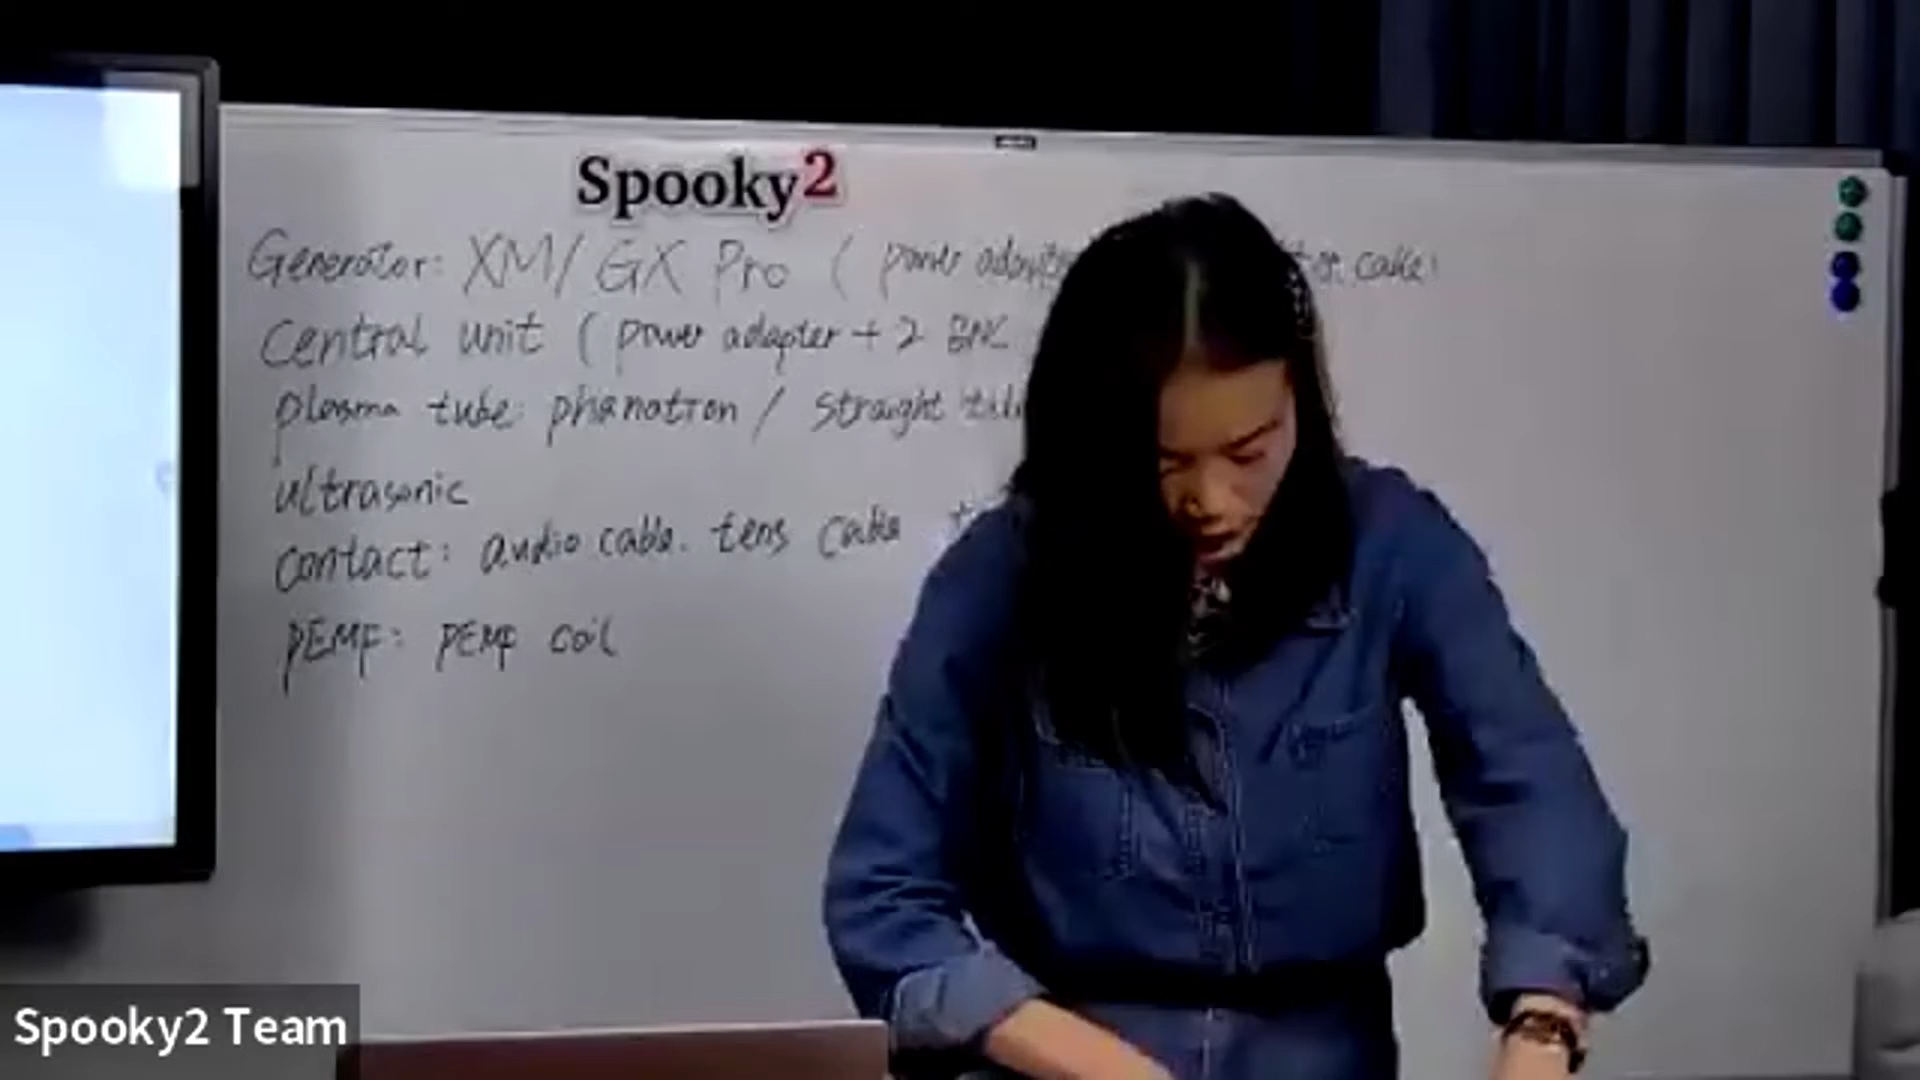 Spooky2
Generator: XM/ GX Pro ( power cable
Central unit ( power adapter + 2 BNC
plasma tube: phanotron / straight
ultrasonic
contact: audio cable. tens cable
PEMF: PEMF coil
Spooky2 Team